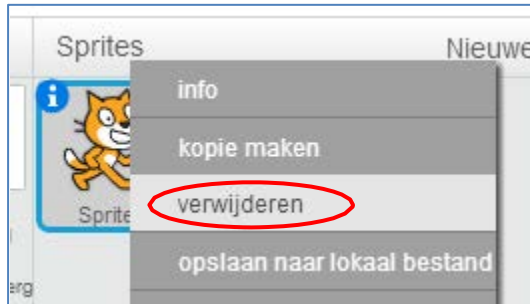 Sprites
Nieuwe
info
kopie maken
verwijderen
Sprite
opslaan naar lokaal bestand
erg